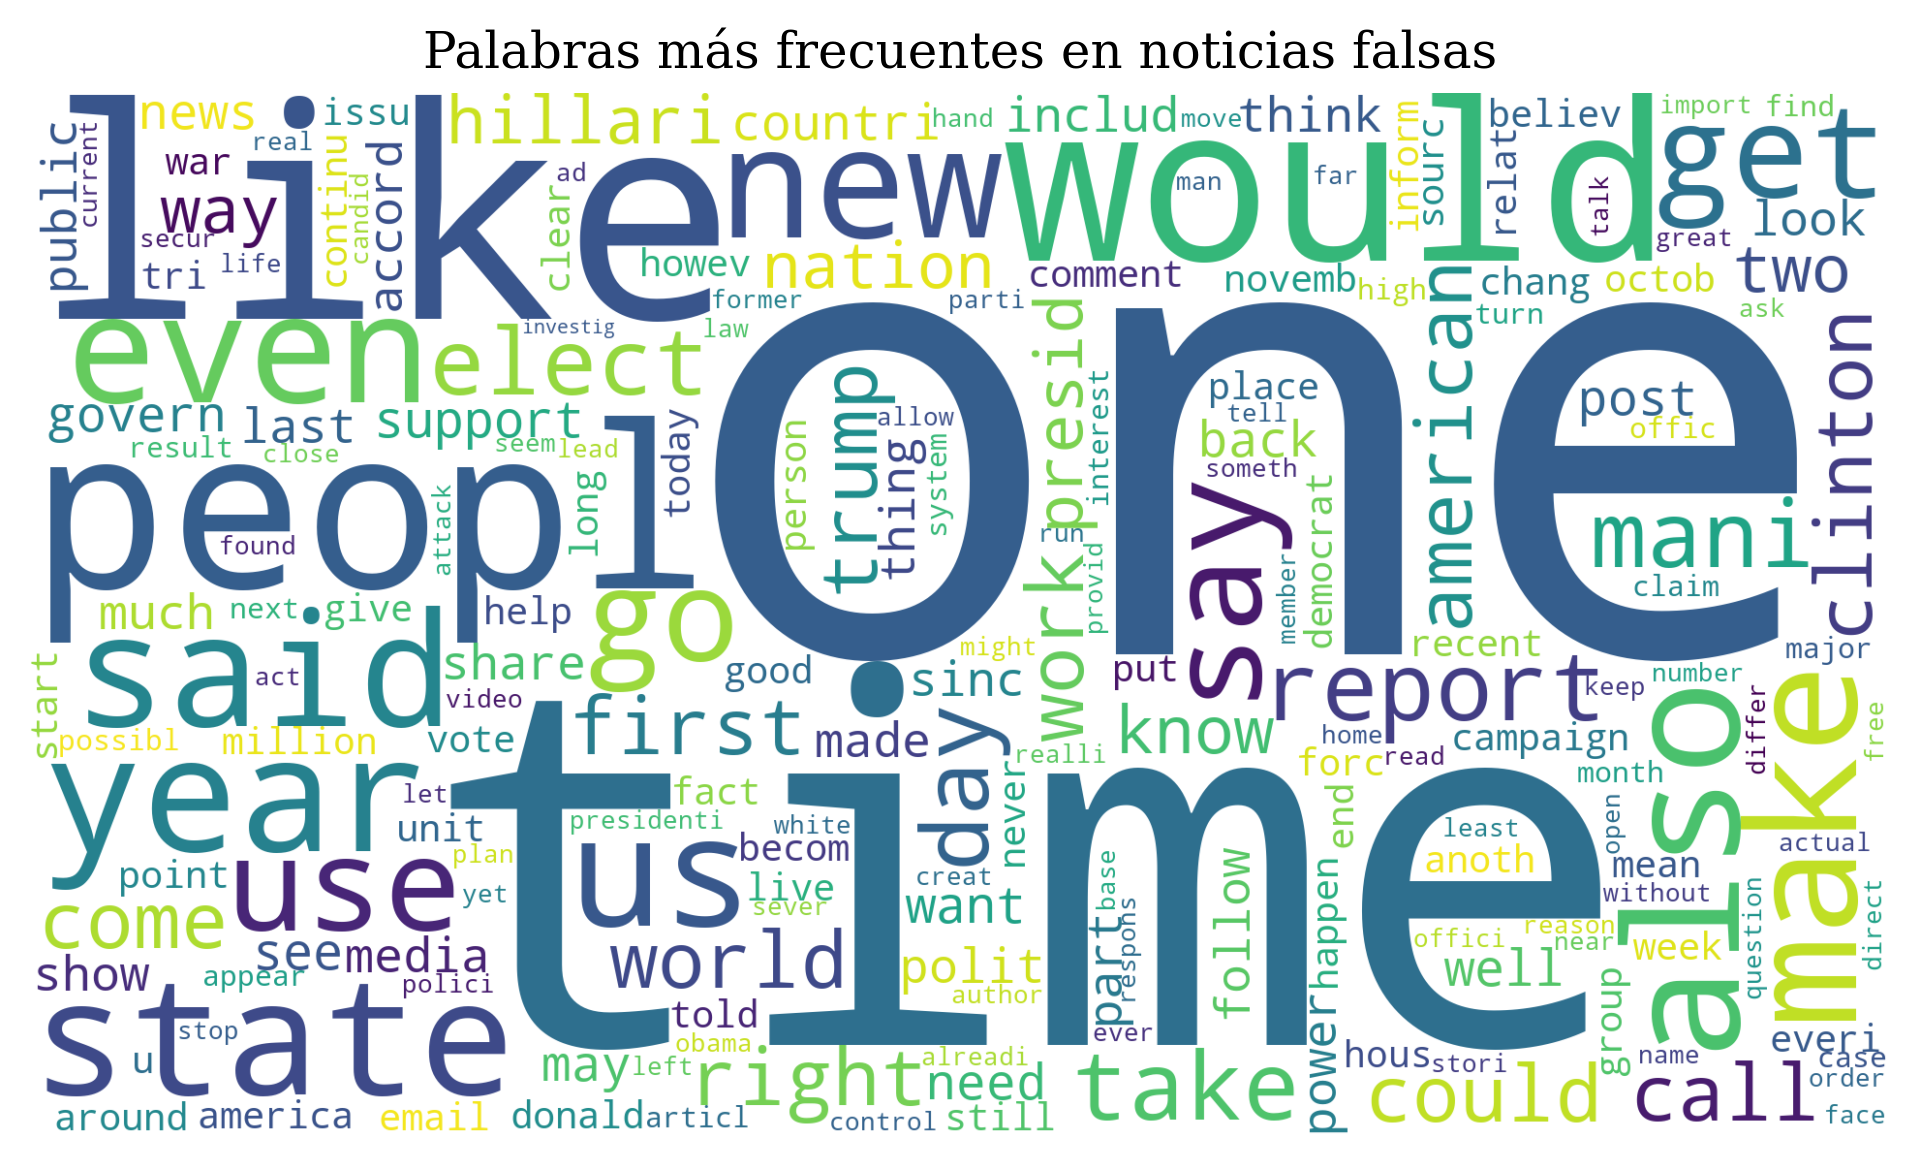 Palabras más frecuentes en noticias falsas
like
one
time
would
peopl
new
get
even
elect
said
go
say
year
us
use
state
also
make
hillari
countri
includ
think
believ
import
find
news
issu
real
war
way
public
current
continu
candid
accord
secur
life
tri
clear
ad
hand
move
man
far
inform
sourc
relat
talk
great
look
howev
nation
comment
novemb
high
chang
octob
two
former
parti
turn
ask
investig
law
american
clinton
presid
work
interest
place
tell
post
offic
back
someth
trump
allow
thing
system
person
govern
last
support
result
close
seem
lead
today
long
attack
found
run
provid
democrat
member
mani
claim
much
next
give
help
share
might
good
sinc
put
report
recent
major
number
keep
start
act
video
possibl
million
vote
first
made
day
realli
know
home
forc
read
campaign
month
differ
free
let
unit
fact
presidenti
white
becom
never
end
least
anoth
open
mean
actual
without
point
plan
yet
live
sever
creat
want
base
part
respons
follow
happen
power
come
see
media
show
appear
polici
world
polit
author
offici
reason
near
well
week
question
direct
group
told
obama
stop
u
may
left
right
alreadi
need
ever
take
hous
stori
could
name
call
everi
case
order
face
around
america
email
donald
articl
control
still